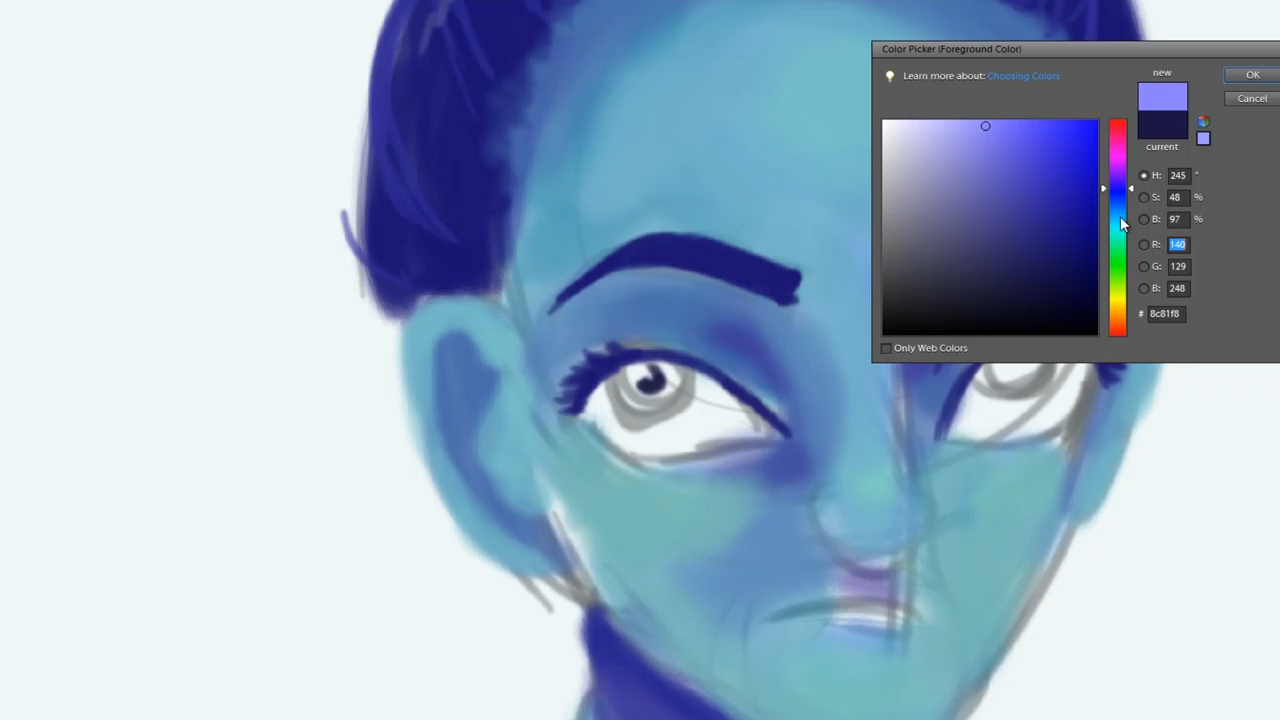 Color Picker (Foreground Color)
Learn more about: Choosing Colors
new
current
OK
Cancel
H: 245 °
S: 48 %
B: 97 %
R: 140
G: 129
B: 248
# 8c81f8
Only Web Colors